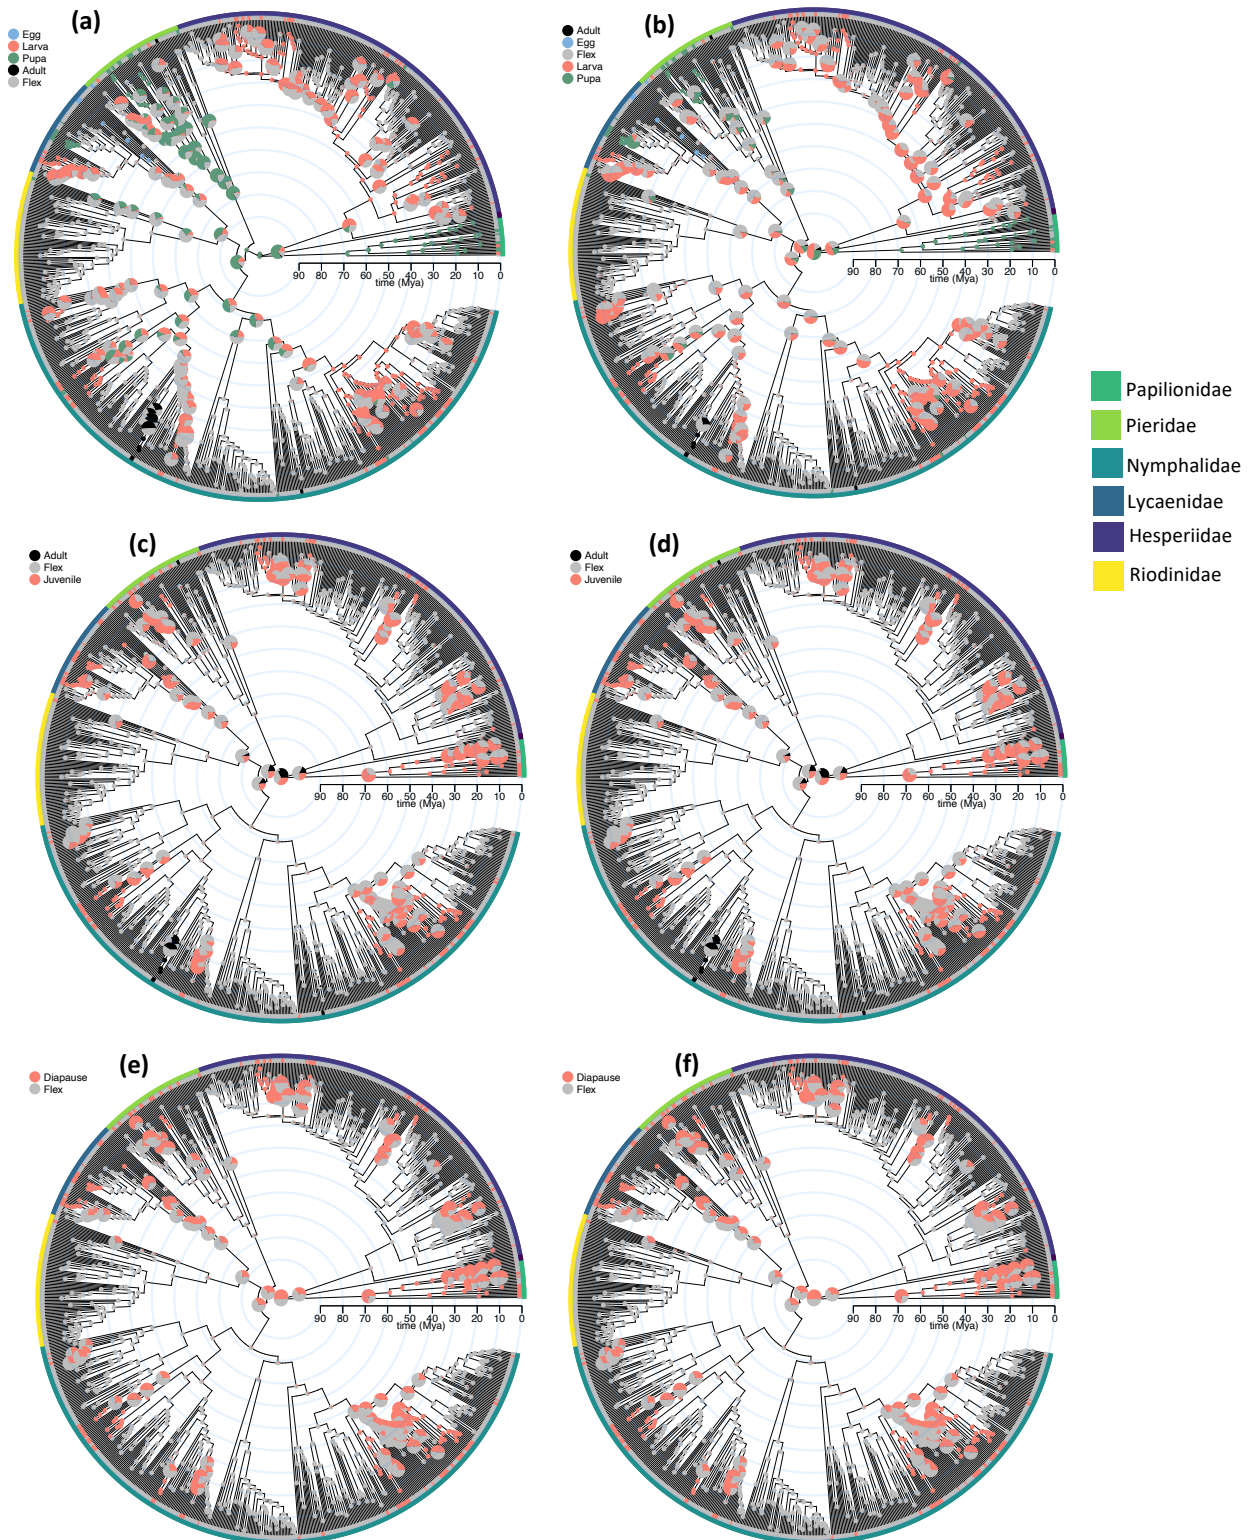 (a)
Egg
Larva
Pupa
Adult
Flex
90 80 70 60 50 40 30 20 10 0
time (Mya)
(b)
Adult
Egg
Flex
Larva
Pupa
90 80 70 60 50 40 30 20 10 0
time (Mya)
Papilionidae
Pieridae
Nymphalidae
Lycaenidae
Hesperiidae
Riodinidae
(c)
Adult
Flex
Juvenile
90 80 70 60 50 40 30 20 10 0
time (Mya)
(d)
Adult
Flex
Juvenile
90 80 70 60 50 40 30 20 10 0
time (Mya)
(e)
Diapause
Flex
90 80 70 60 50 40 30 20 10 0
time (Mya)
(f)
Diapause
Flex
90 80 70 60 50 40 30 20 10 0
time (Mya)